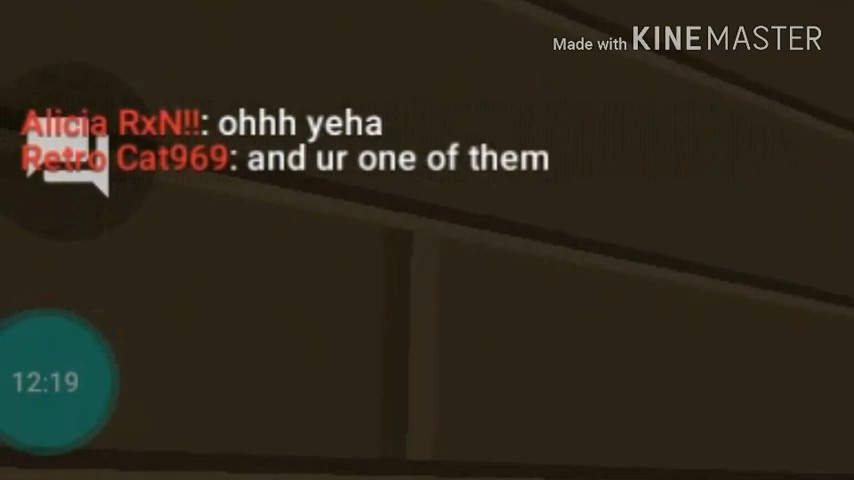 Made with KINEMASTER
Alicia RxN!!: ohhh yeha
Retro Cat969: and ur one of them
12:19